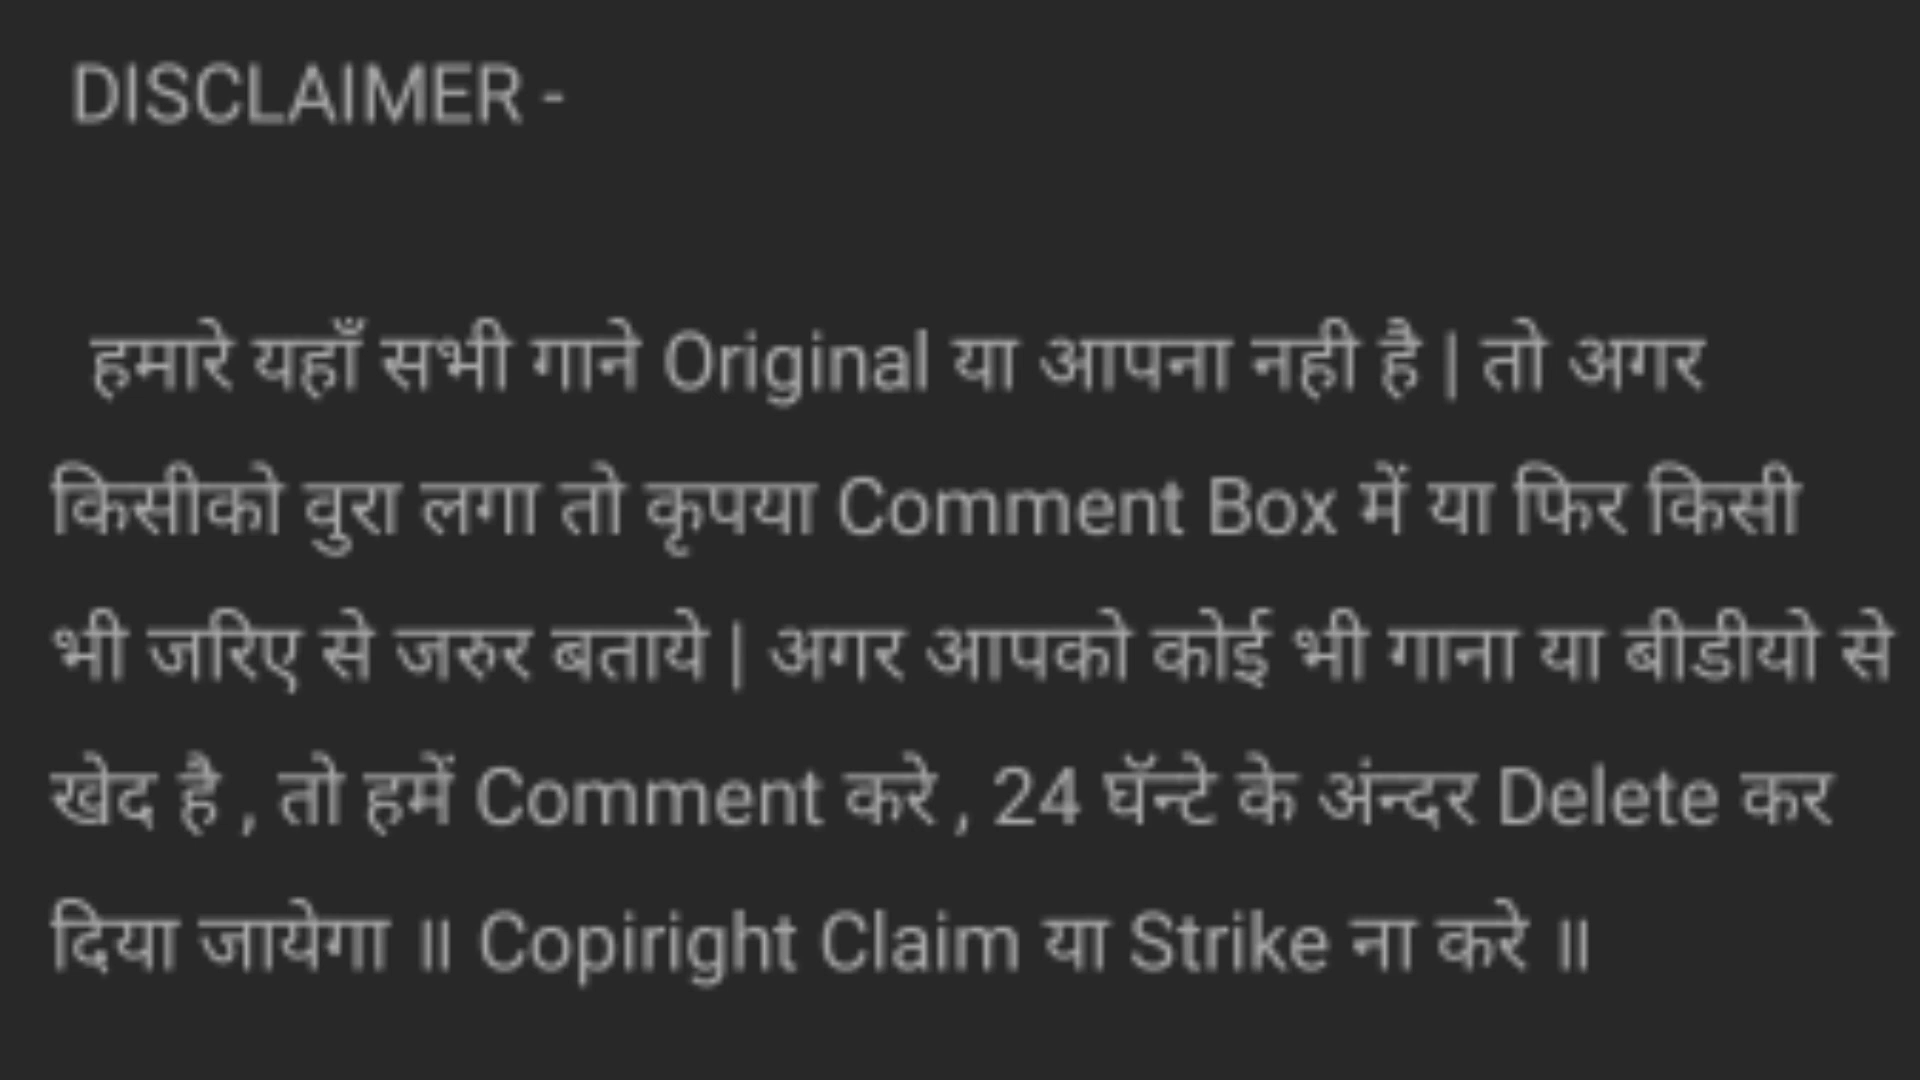 DISCLAIMER -
हमारे यहाँ सभी गाने Original या आपना नही है | तो अगर
किसीको वुरा लगा तो कृपया Comment Box में या फिर किसी
भी जरिए से जरुर बताये | अगर आपको कोई भी गाना या बीडीयो से
खेद है , तो हमें Comment करे , 24 घॅन्टे के अंन्दर Delete कर
दिया जायेगा ॥ Copiright Claim या Strike ना करे ॥